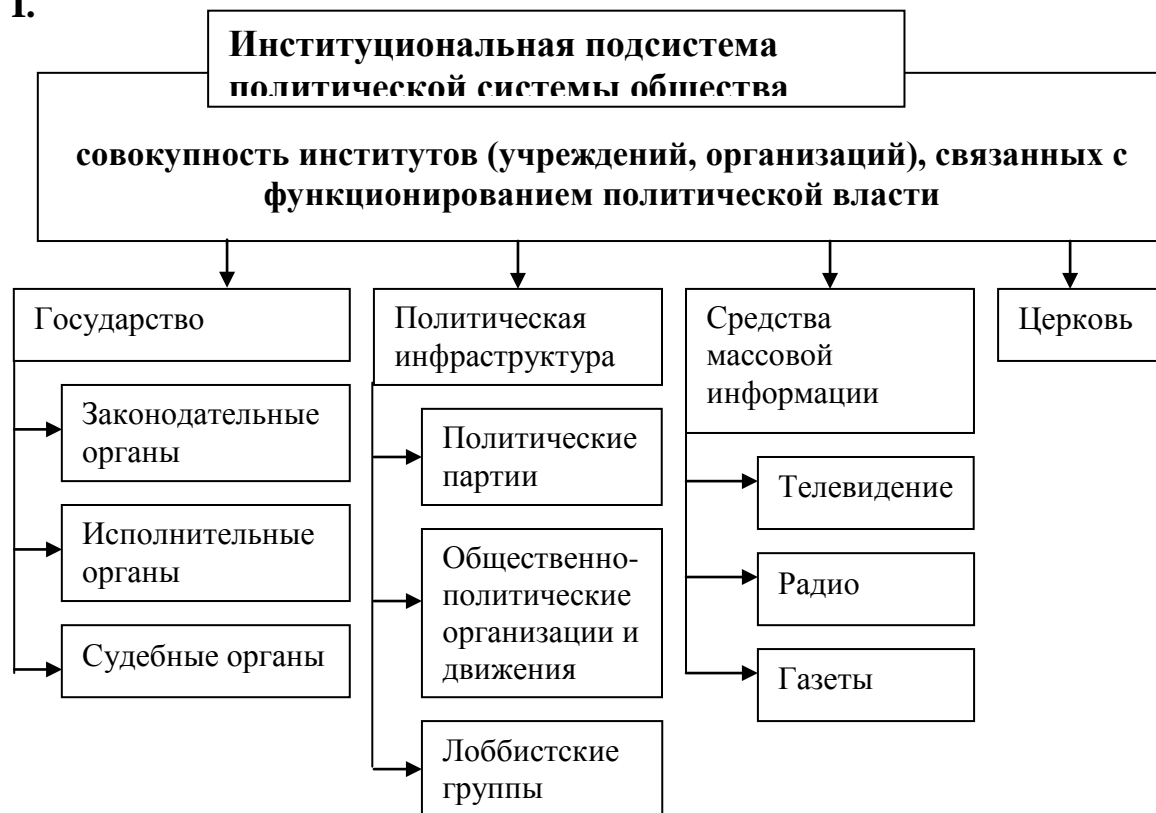 I.
Институциональная подсистема
политической системы общества
совокупность институтов (учреждений, организаций), связанных с
функционированием политической власти
Государство
Законодательные
органы
Исполнительные
органы
Судебные органы
Политическая
инфраструктура
Политические
партии
Общественно-
политические
организации и
движения
Лоббистские
группы
Средства
массовой
информации
Телевидение
Радио
Газеты
Церковь